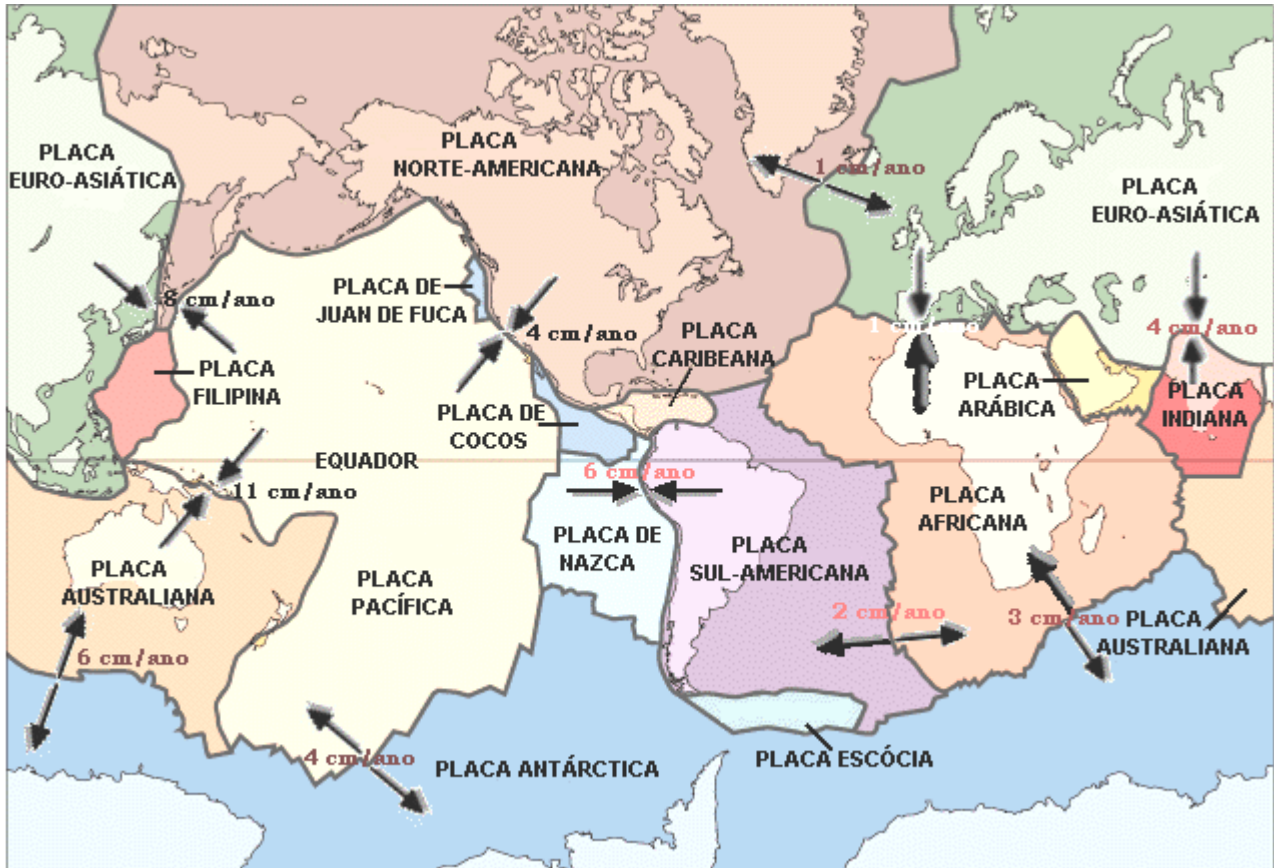 PLACA
EURO-ASIÁTICA
PLACA
NORTE-AMERICANA
1 cm/ano
PLACA
EURO-ASIÁTICA
8 cm/ano
PLACA DE
JUAN DE FUCA
4 cm/ano
PLACA
CARIBEANA
1 cm/ano
4 cm/ano
PLACA
FILIPINA
PLACA DE
COCOS
PLACA
ARÁBICA
PLACA
INDIANA
EQUADOR
11 cm/ano
6 cm/ano
PLACA
AFRICANA
PLACA
AUSTRALIANA
PLACA
PACÍFICA
PLACA DE
NAZCA
PLACA
SUL-AMERICANA
2 cm/ano
3 cm/ano
PLACA
AUSTRALIANA
6 cm/ano
4 cm/ano
PLACA ANTÁRCTICA
PLACA ESCÓCIA